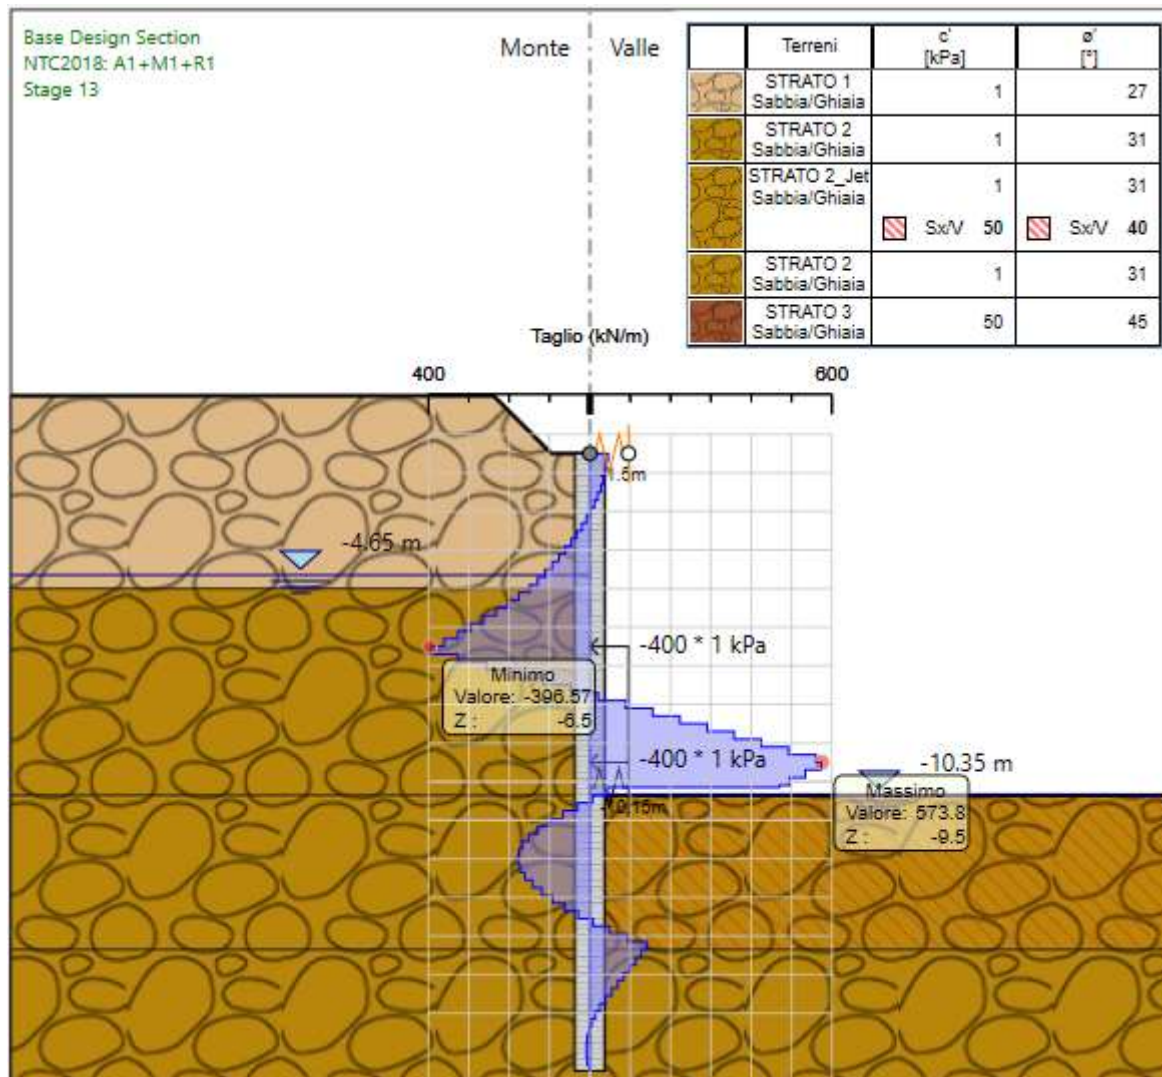 Base Design Section
NTC2018: A1+M1+R1
Stage 13
Monte Valle
Terreni c' ø'
[kPa] [°]
STRATO 1
Sabbia/Ghiaia 1 27
STRATO 2
Sabbia/Ghiaia 1 31
STRATO 2_Jet
Sabbia/Ghiaia 1 31
Sx/V 50 Sx/V 40
STRATO 2
Sabbia/Ghiaia 1 31
STRATO 3
Sabbia/Ghiaia 50 45
Taglio (kN/m)
400 600
1.5m
-4.65 m
-400 * 1 kPa
Minimo
Valore: -396.57
Z : -6.5
-400 * 1 kPa
-10.35 m
Massimo
Valore: 573.8
Z : -9.5